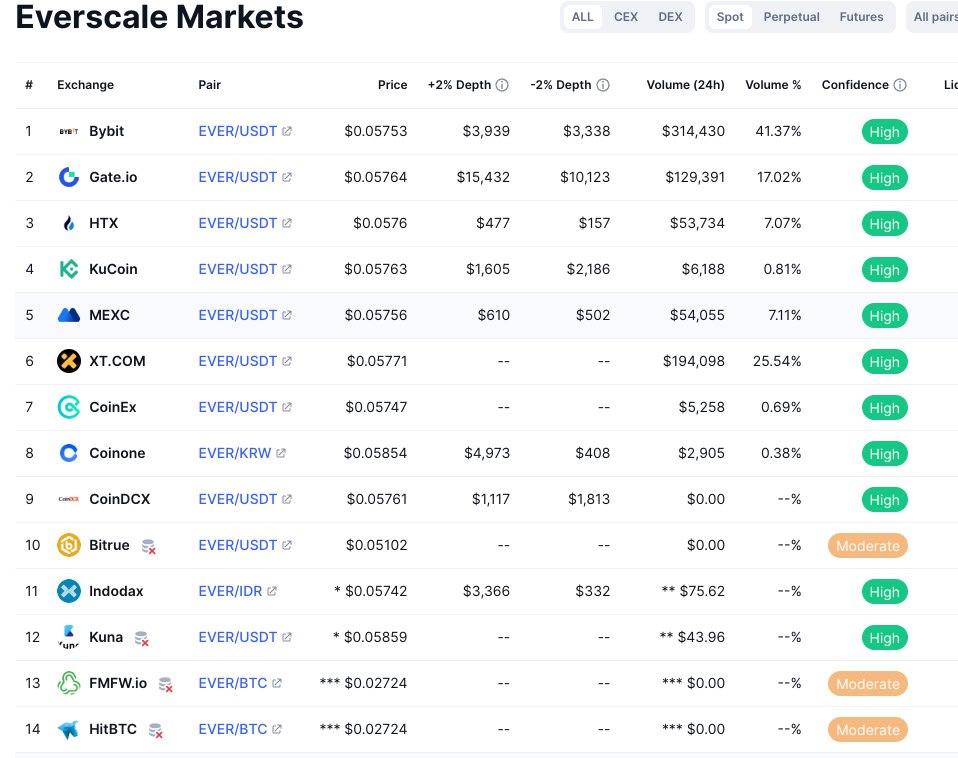 Everscale Markets
ALL CEX DEX Spot Perpetual Futures All pairs
# Exchange Pair Price +2% Depth -2% Depth Volume (24h) Volume % Confidence
1 BYBIT Bybit EVER/USDT $0.05753 $3,939 $3,338 $314,430 41.37% High
2 Gate.io EVER/USDT $0.05764 $15,432 $10,123 $129,391 17.02% High
3 HTX EVER/USDT $0.0576 $477 $157 $53,734 7.07% High
4 KuCoin EVER/USDT $0.05763 $1,605 $2,186 $6,188 0.81% High
5 MEXC EVER/USDT $0.05756 $610 $502 $54,055 7.11% High
6 XT.COM EVER/USDT $0.05771 -- -- $194,098 25.54% High
7 CoinEx EVER/USDT $0.05747 -- -- $5,258 0.69% High
8 Coinone EVER/KRW $0.05854 $4,973 $408 $2,905 0.38% High
9 CoinDCX CoinDCX EVER/USDT $0.05761 $1,117 $1,813 $0.00 --% High
10 Bitrue EVER/USDT $0.05102 -- -- $0.00 --% Moderate
11 Indodax EVER/IDR * $0.05742 $3,366 $332 ** $75.62 --% High
12 Kuna EVER/USDT * $0.05859 -- -- ** $43.96 --% High
13 FMFW.io EVER/BTC *** $0.02724 -- -- *** $0.00 --% Moderate
14 HitBTC EVER/BTC *** $0.02724 -- -- *** $0.00 --% Moderate